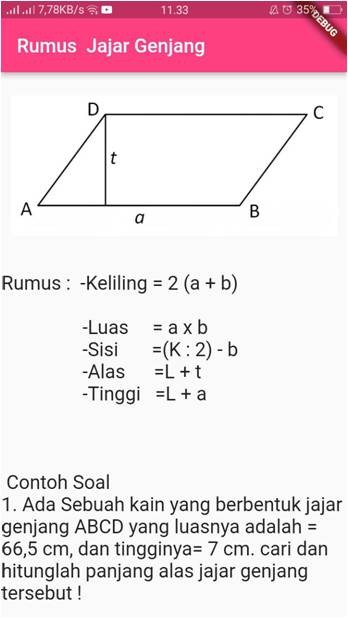 7,78KB/s 11.33 35%
DEBUG
Rumus Jajar Genjang
D C
t
A B
a
Rumus : -Keliling = 2 (a + b)
-Luas = a x b
-Sisi =(K : 2) - b
-Alas =L + t
-Tinggi =L + a
Contoh Soal
1. Ada Sebuah kain yang berbentuk jajar
genjang ABCD yang luasnya adalah =
66,5 cm, dan tingginya= 7 cm. cari dan
hitunglah panjang alas jajar genjang
tersebut !